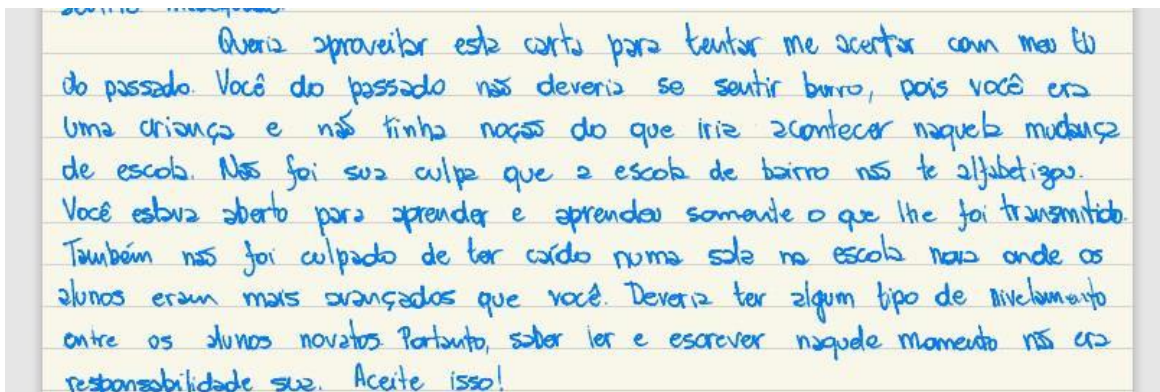 Queria aproveitar esta carta para tentar me acertar com meu Eu
do passado. Você do passado não deveria se sentir burro, pois você era
uma criança e não tinha noção do que iria acontecer naquela mudança
de escola. Não foi sua culpa que a escola de bairro não te alfabetizou.
Você estava aberto para aprender e aprendeu somente o que lhe foi transmitido.
Também não foi culpado de ter caído numa sala na escola nova onde os
alunos eram mais avançados que você. Deveria ter algum tipo de nivelamento
entre os alunos novatos. Portanto, saber ler e escrever naquele momento não era
responsabilidade sua. Aceite isso!